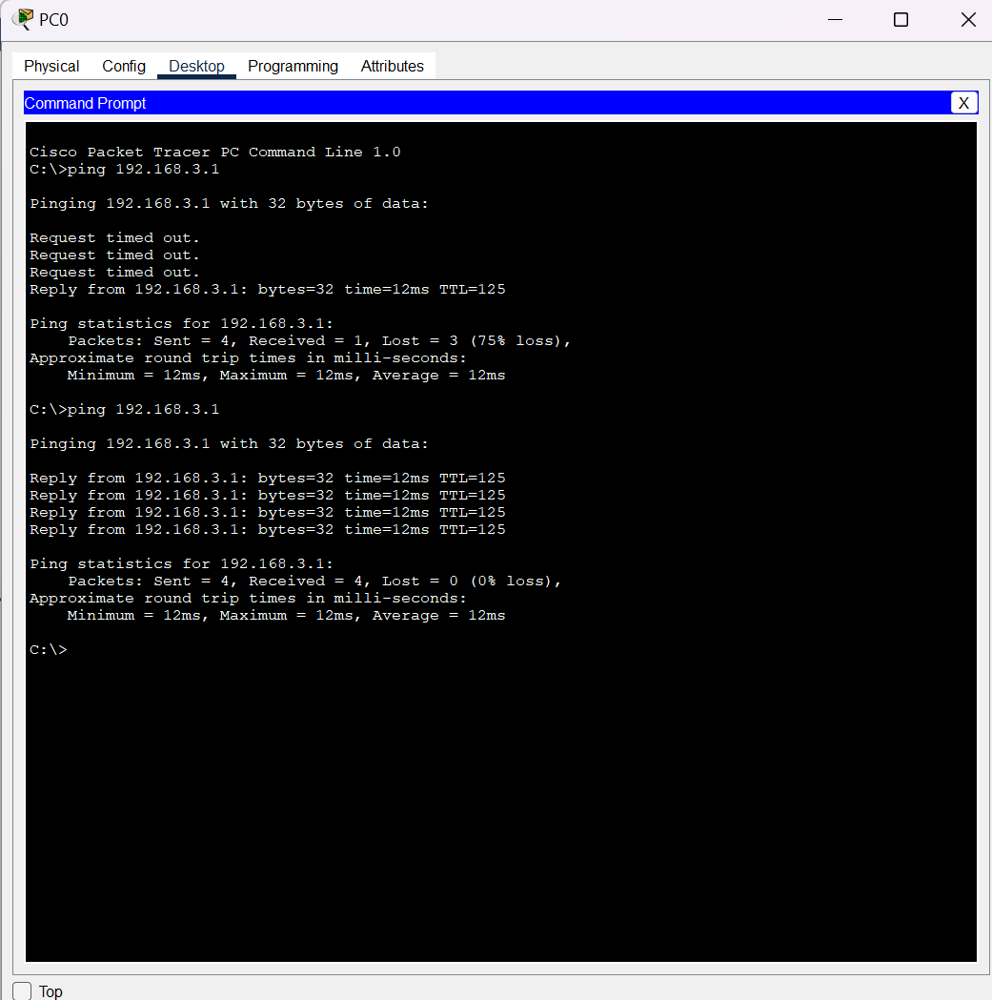 PC0
Physical Config Desktop Programming Attributes
Command Prompt X
Cisco Packet Tracer PC Command Line 1.0
C:\>ping 192.168.3.1
Pinging 192.168.3.1 with 32 bytes of data:
Request timed out.
Request timed out.
Request timed out.
Reply from 192.168.3.1: bytes=32 time=12ms TTL=125
Ping statistics for 192.168.3.1:
    Packets: Sent = 4, Received = 1, Lost = 3 (75% loss),
Approximate round trip times in milli-seconds:
    Minimum = 12ms, Maximum = 12ms, Average = 12ms
C:\>ping 192.168.3.1
Pinging 192.168.3.1 with 32 bytes of data:
Reply from 192.168.3.1: bytes=32 time=12ms TTL=125
Reply from 192.168.3.1: bytes=32 time=12ms TTL=125
Reply from 192.168.3.1: bytes=32 time=12ms TTL=125
Reply from 192.168.3.1: bytes=32 time=12ms TTL=125
Ping statistics for 192.168.3.1:
    Packets: Sent = 4, Received = 4, Lost = 0 (0% loss),
Approximate round trip times in milli-seconds:
    Minimum = 12ms, Maximum = 12ms, Average = 12ms
C:\>
Top